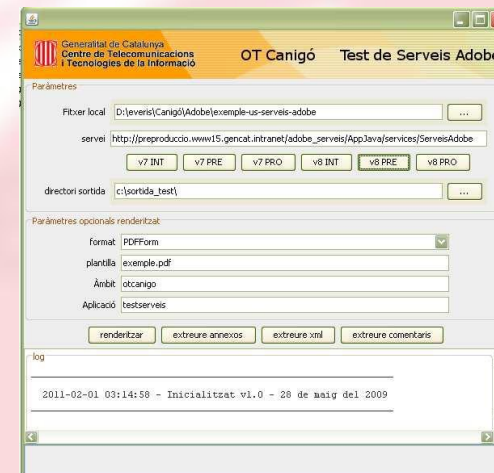 Generalitat de Catalunya
Centre de Telecomunicacions
i Tecnologies de la Informació
OT Canigó Test de Serveis Adobe
Paràmetres
Fitxer local D:\everis\Canigó\Adobe\exemple-us-serveis-adobe ...
servei http://preproduccio.www15.gencat.intranet/adobe_serveis/AppJava/services/ServeisAdobe
v7 INT v7 PRE v7 PRO v8 INT v8 PRE v8 PRO
directori sortida c:\sortida_test\ ...
Paràmetres opcionals renderitzat
format PDFForm
plantilla exemple.pdf
Àmbit otcanigo
Aplicació testserveis
renderitzar extreure annexos extreure xml extreure comentaris
log
2011-02-01 03:14:58 - Inicialitzat v1.0 - 28 de maig del 2009